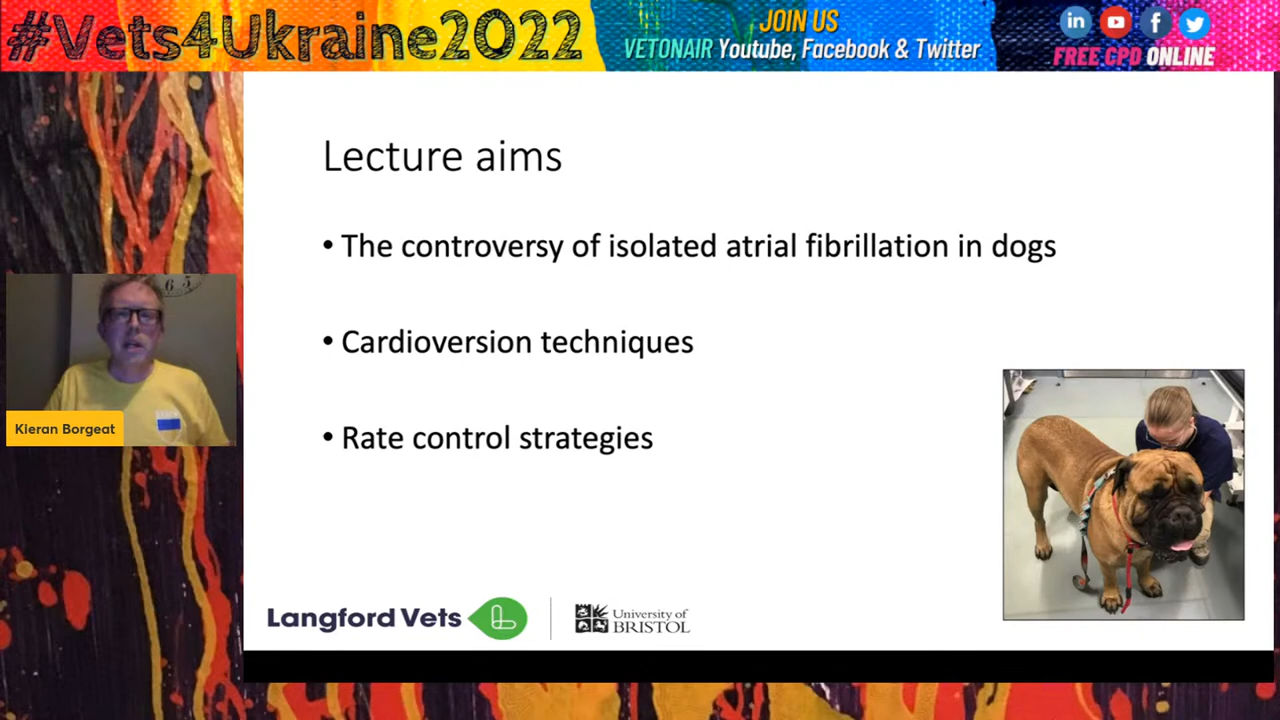 #Vets4Ukraine2022
JOIN US
VETONAIR Youtube, Facebook & Twitter
FREE CPD ONLINE
Lecture aims
• The controversy of isolated atrial fibrillation in dogs
• Cardioversion techniques
• Rate control strategies
Kieran Borgeat
Langford Vets
University of
BRISTOL